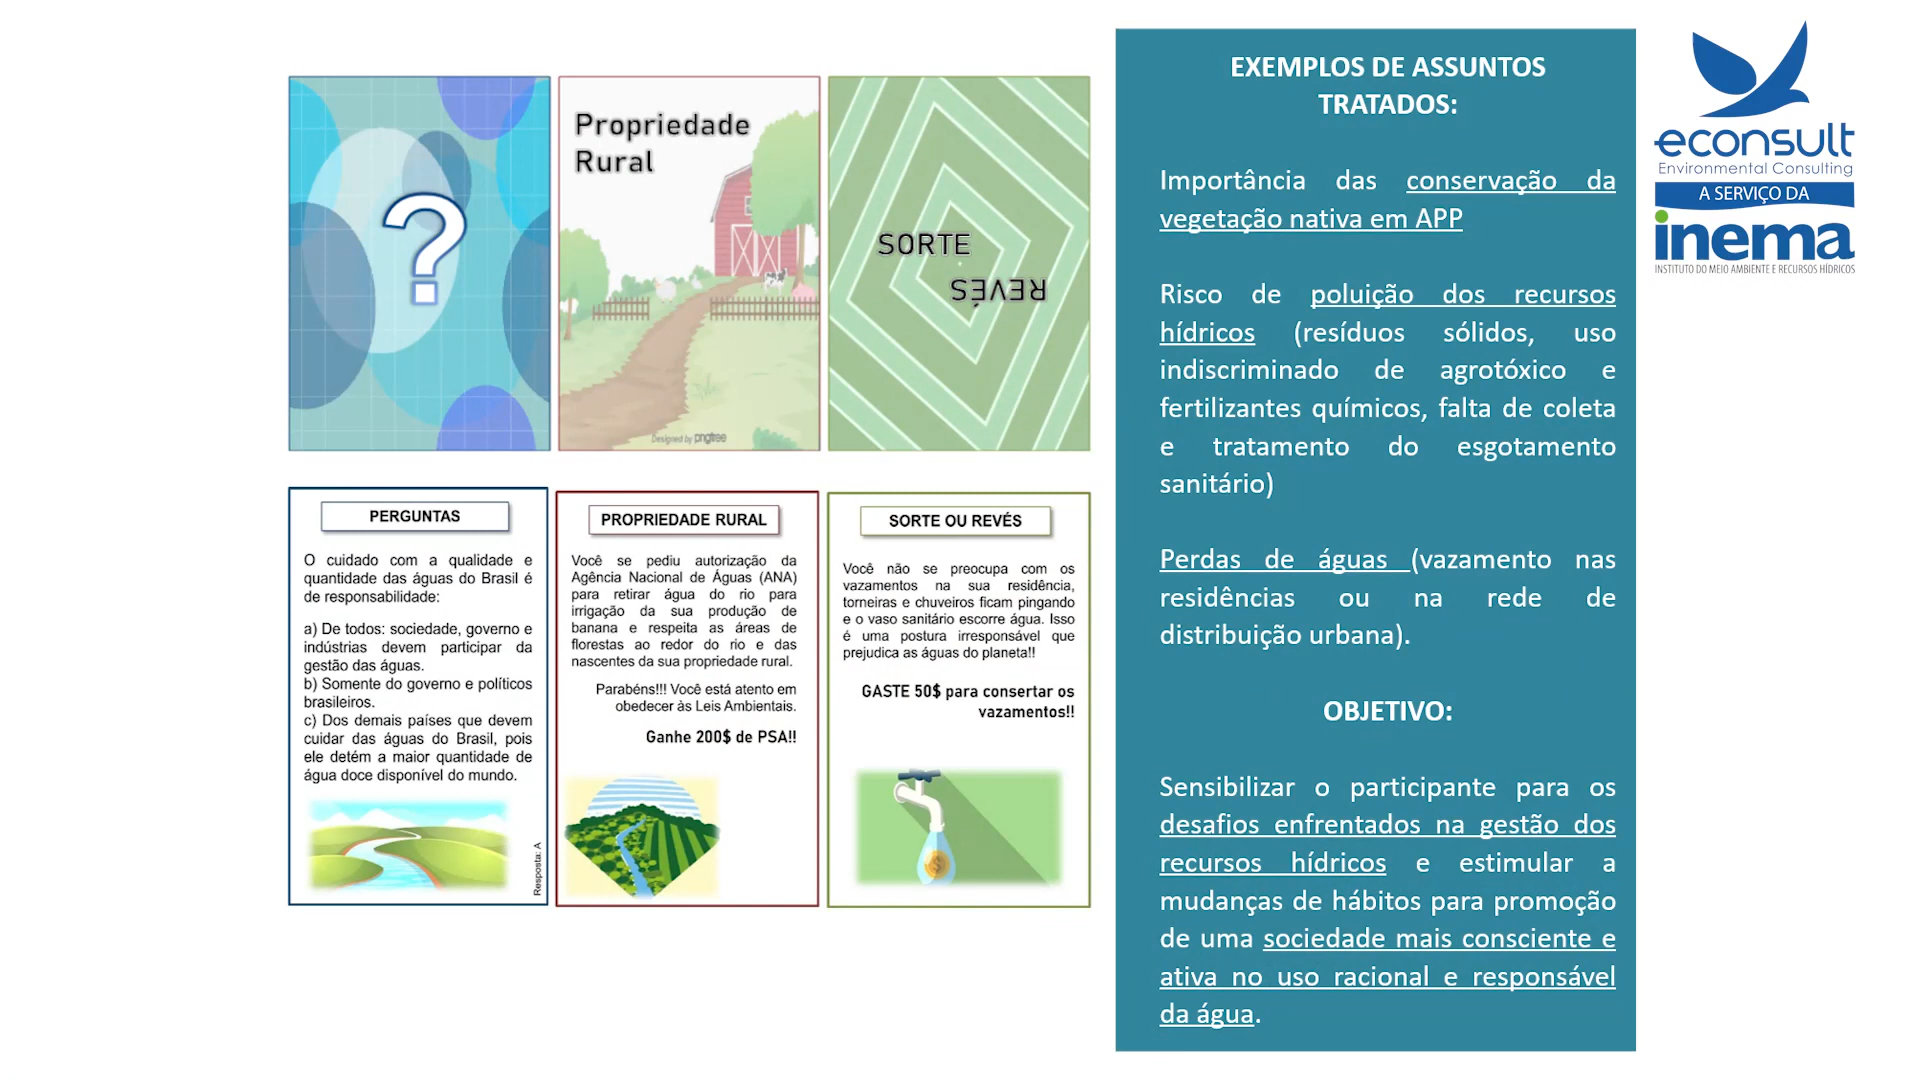 ?
Propriedade
Rural
Designed by pngtree
SORTE
REVÉS
PERGUNTAS
O cuidado com a qualidade e
quantidade das águas do Brasil é
de responsabilidade:
a) De todos: sociedade, governo e
indústrias devem participar da
gestão das águas.
b) Somente do governo e políticos
brasileiros.
c) Dos demais países que devem
cuidar das águas do Brasil, pois
ele detém a maior quantidade de
água doce disponível do mundo.
Resposta: A
PROPRIEDADE RURAL
Você se pediu autorização da
Agência Nacional de Águas (ANA)
para retirar água do rio para
irrigação da sua produção de
banana e respeita as áreas de
florestas ao redor do rio e das
nascentes da sua propriedade rural.
Parabéns!!! Você está atento em
obedecer às Leis Ambientais.
Ganhe 200$ de PSA!!
SORTE OU REVÉS
Você não se preocupa com os
vazamentos na sua residência,
torneiras e chuveiros ficam pingando
e o vaso sanitário escorre água. Isso
é uma postura irresponsável que
prejudica as águas do planeta!!
GASTE 50$ para consertar os
vazamentos!!
$
EXEMPLOS DE ASSUNTOS
TRATADOS:
Importância das conservação da
vegetação nativa em APP
Risco de poluição dos recursos
hídricos (resíduos sólidos, uso
indiscriminado de agrotóxico e
fertilizantes químicos, falta de coleta
e tratamento do esgotamento
sanitário)
Perdas de águas (vazamento nas
residências ou na rede de
distribuição urbana).
OBJETIVO:
Sensibilizar o participante para os
desafios enfrentados na gestão dos
recursos hídricos e estimular a
mudanças de hábitos para promoção
de uma sociedade mais consciente e
ativa no uso racional e responsável
da água.
econsult
Environmental Consulting
A SERVIÇO DA
inema
INSTITUTO DO MEIO AMBIENTE E RECURSOS HÍDRICOS